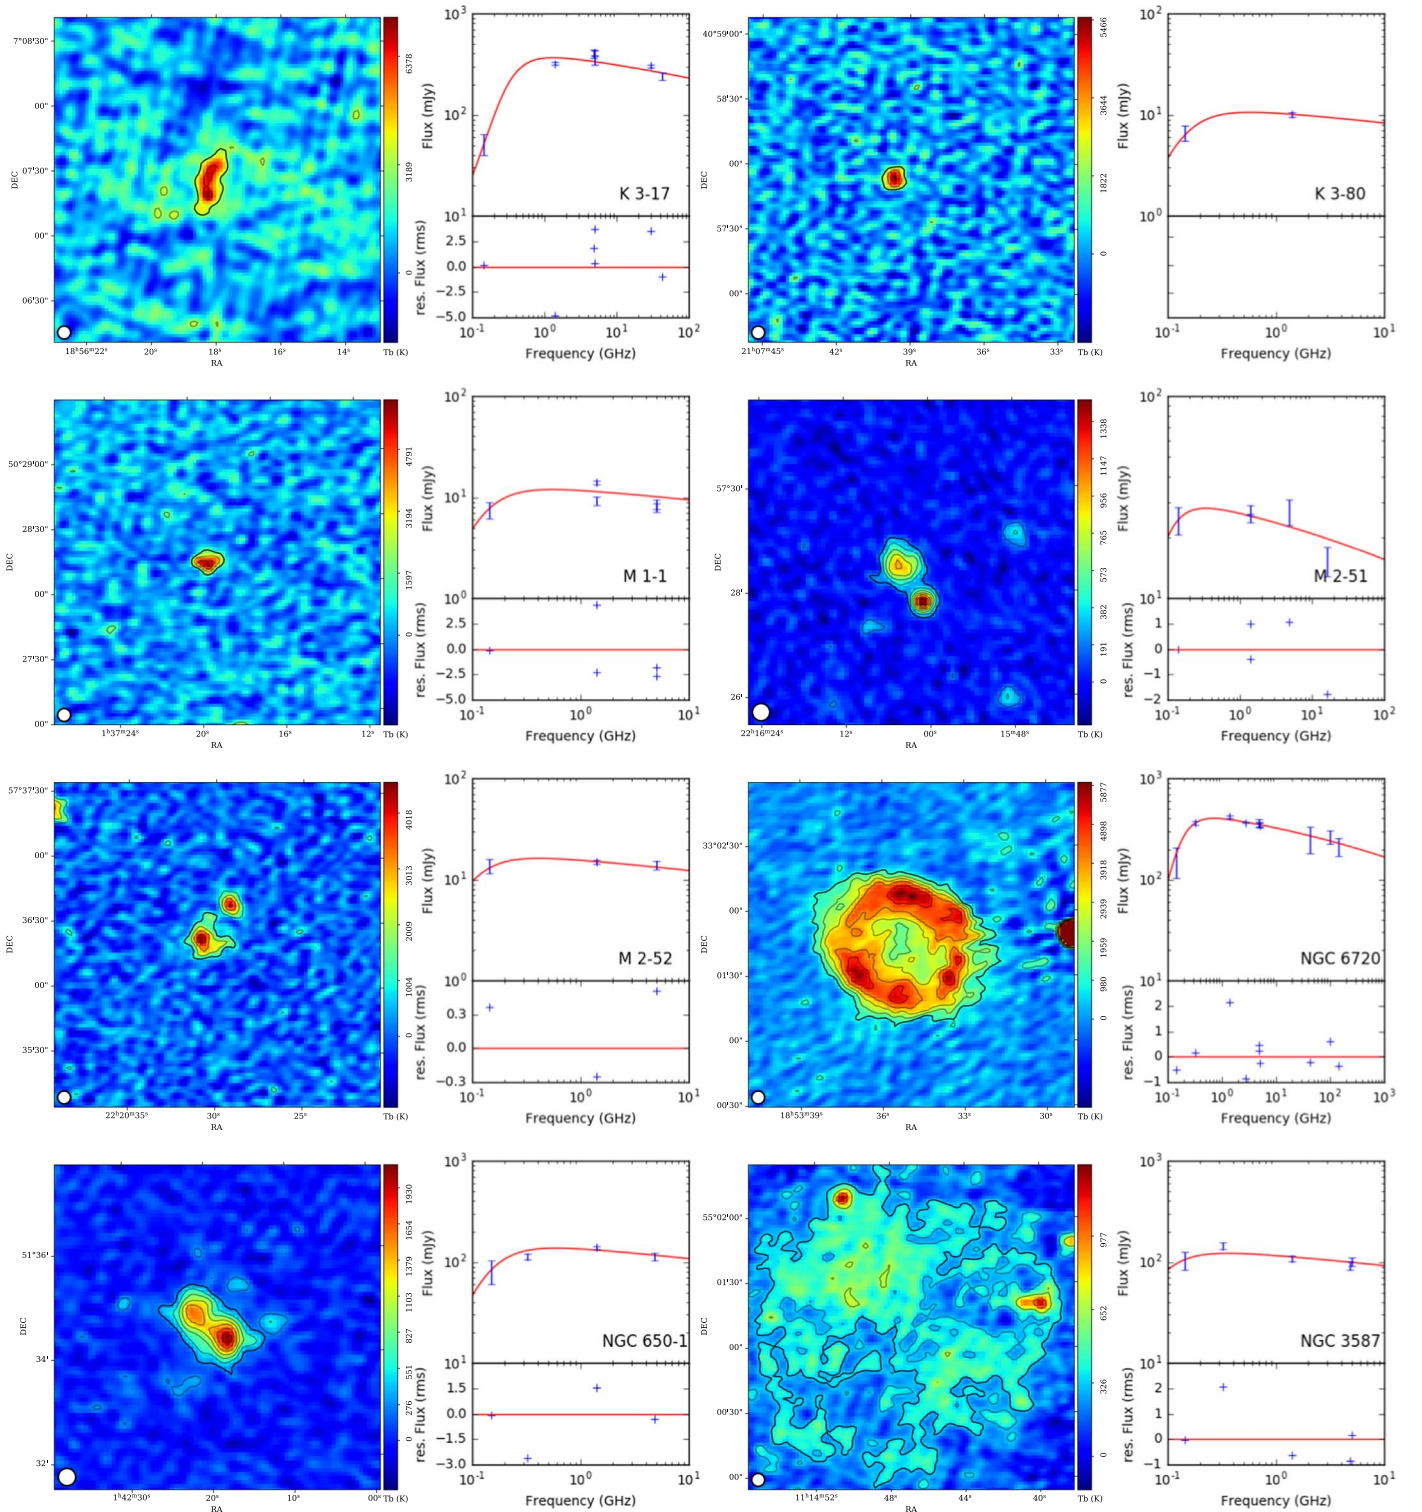 7°08'30"
00"
07'30"
00"
06'30"
DEC
18ʰ56ᵐ22ˢ 20ˢ 18ˢ 16ˢ 14ˢ
RA
Tb (K)
6378
3189
0
10³
10²
10¹
Flux (mJy)
K 3-17
2.5
0.0
−2.5
−5.0
res. Flux (rms)
10⁻¹ 10⁰ 10¹ 10²
Frequency (GHz)
40°59'00"
58'30"
00"
57'30"
00"
DEC
21ʰ07ᵐ45ˢ 42ˢ 39ˢ 36ˢ 33ˢ
RA
Tb (K)
5466
3644
1822
0
10²
10¹
10⁰
Flux (mJy)
K 3-80
10⁻¹ 10⁰ 10¹
Frequency (GHz)
50°29'00"
28'30"
00"
27'30"
00"
DEC
1ʰ37ᵐ24ˢ 20ˢ 16ˢ 12ˢ
RA
Tb (K)
4791
3194
1597
0
10²
10¹
10⁰
Flux (mJy)
M 1-1
2.5
0.0
−2.5
−5.0
res. Flux (rms)
10⁻¹ 10⁰ 10¹
Frequency (GHz)
57°30'
28'
26'
DEC
22ʰ16ᵐ24ˢ 12ˢ 00ˢ 15ᵐ48ˢ
RA
Tb (K)
1338
1147
956
765
573
382
191
0
10²
10¹
Flux (mJy)
M 2-51
1
0
−1
−2
res. Flux (rms)
10⁻¹ 10⁰ 10¹ 10²
Frequency (GHz)
57°37'30"
00"
36'30"
00"
35'30"
DEC
22ʰ20ᵐ35ˢ 30ˢ 25ˢ
RA
Tb (K)
4018
3013
2009
1004
0
10²
10¹
10⁰
Flux (mJy)
M 2-52
0.3
0.0
−0.3
res. Flux (rms)
10⁻¹ 10⁰ 10¹
Frequency (GHz)
33°02'30"
00"
01'30"
00"
00'30"
DEC
18ʰ53ᵐ39ˢ 36ˢ 33ˢ 30ˢ
RA
Tb (K)
5877
4898
3918
2939
1959
980
0
10³
10²
10¹
Flux (mJy)
NGC 6720
2
1
0
−1
res. Flux (rms)
10⁻¹ 10⁰ 10¹ 10² 10³
Frequency (GHz)
51°36'
34'
32'
DEC
1ʰ42ᵐ30ˢ 20ˢ 10ˢ 00ˢ
RA
Tb (K)
1930
1654
1379
1103
827
551
276
0
10³
10²
10¹
Flux (mJy)
NGC 650-1
1.5
0.0
−1.5
−3.0
res. Flux (rms)
10⁻¹ 10⁰ 10¹
Frequency (GHz)
55°02'00"
01'30"
00"
00'30"
00"
DEC
11ʰ14ᵐ52ˢ 48ˢ 44ˢ 40ˢ
RA
Tb (K)
977
652
326
0
10³
10²
10¹
Flux (mJy)
NGC 3587
2
1
0
−1
res. Flux (rms)
10⁻¹ 10⁰ 10¹
Frequency (GHz)